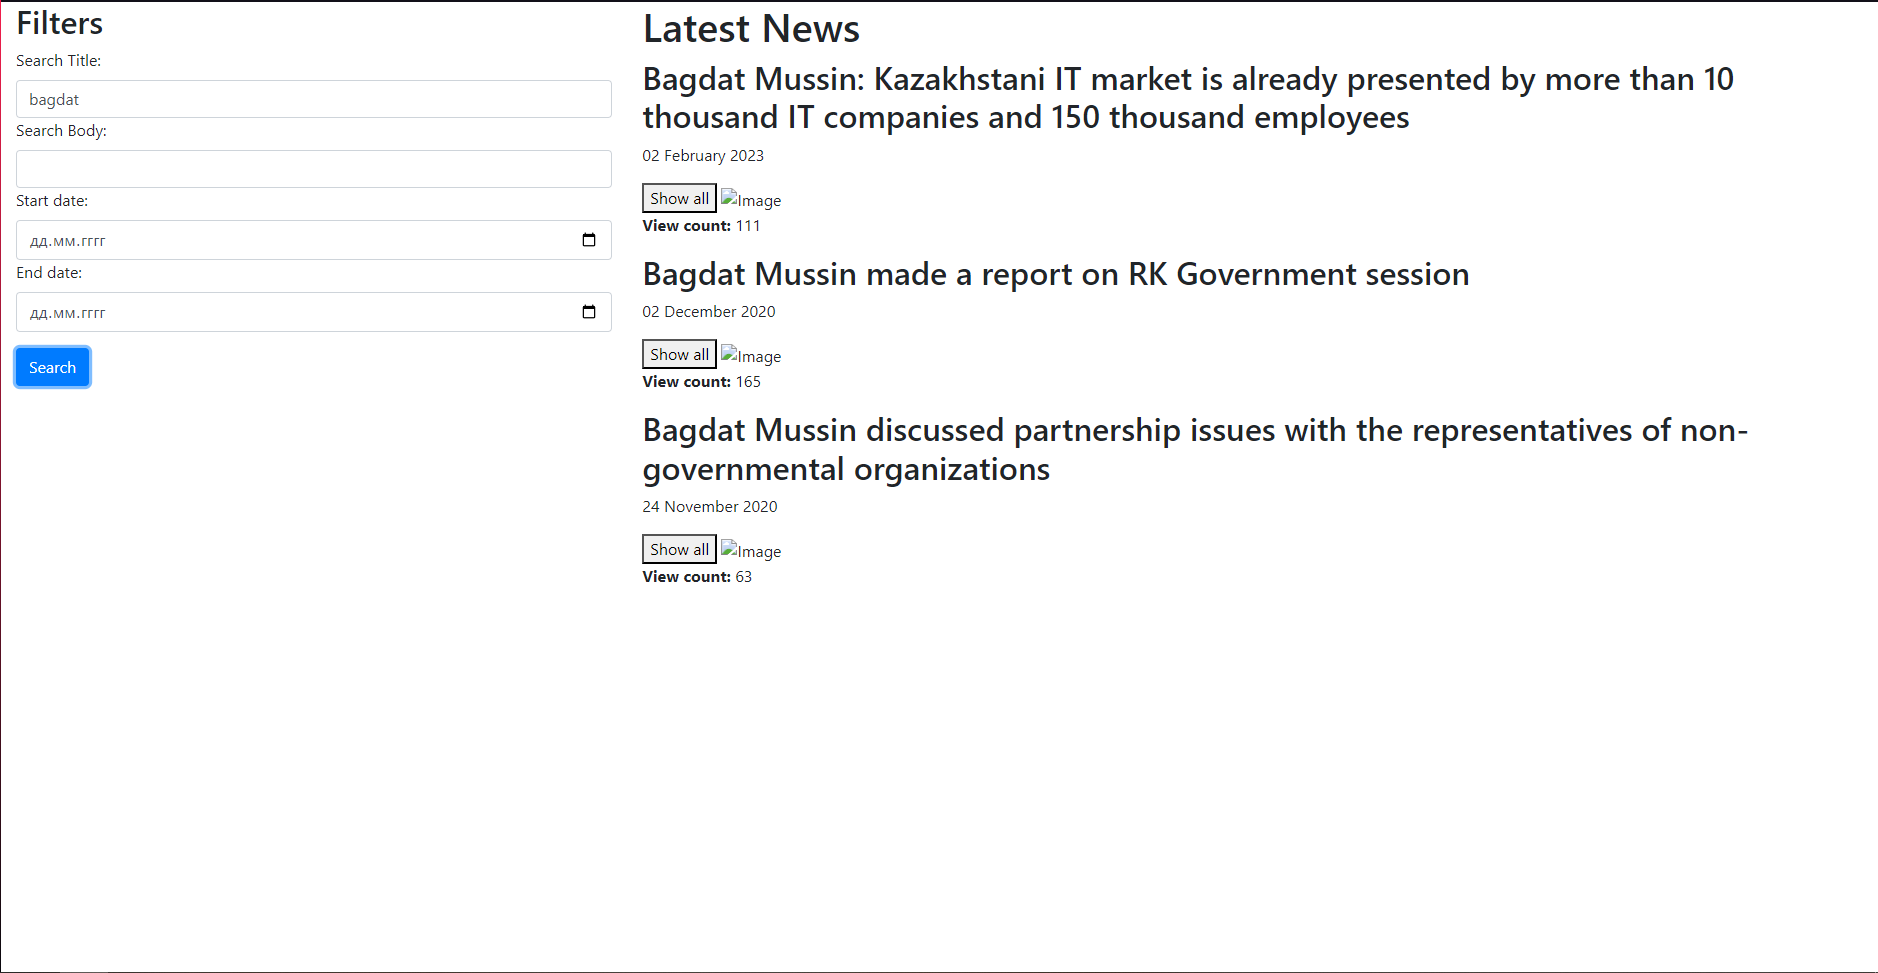 Filters
Search Title:
bagdat
Search Body:
Start date:
дд.мм.гггг
End date:
дд.мм.гггг
Search
Latest News
Bagdat Mussin: Kazakhstani IT market is already presented by more than 10
thousand IT companies and 150 thousand employees
02 February 2023
Show all Image
View count: 111
Bagdat Mussin made a report on RK Government session
02 December 2020
Show all Image
View count: 165
Bagdat Mussin discussed partnership issues with the representatives of non-
governmental organizations
24 November 2020
Show all Image
View count: 63